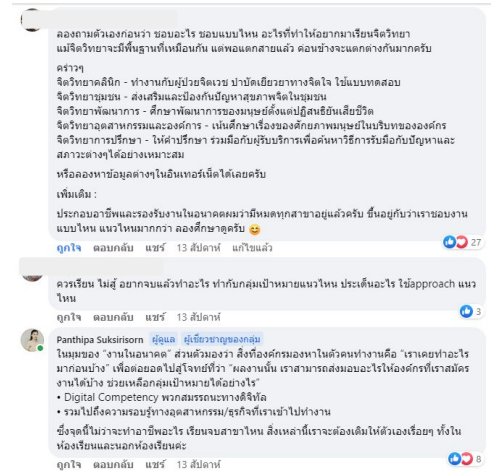 ลองถามตัวเองก่อนว่า ชอบอะไร ชอบแบบไหน อะไรที่ทำให้อยากมาเรียนจิตวิทยา
แม้จิตวิทยาจะมีพื้นฐานที่เหมือนกัน แต่พอแตกสายแล้ว ค่อนข้างจะแตกต่างกันมากครับ
คร่าวๆ
จิตวิทยาคลินิก - ทำงานกับผู้ป่วยจิตเวช บำบัดเยียวยาทางจิตใจ ใช้แบบทดสอบ
จิตวิทยาชุมชน - ส่งเสริมและป้องกันปัญหาสุขภาพจิตในชุมชน
จิตวิทยาพัฒนาการ - ศึกษาพัฒนาการของมนุษย์ตั้งแต่ปฏิสนธิยันเสียชีวิต
จิตวิทยาอุตสาหกรรมและองค์การ - เน้นศึกษาเรื่องของศักยภาพมนุษย์ในบริบทขององค์กร
จิตวิทยาการปรึกษา - ให้คำปรึกษา ร่วมมือกับผู้รับบริการเพื่อค้นหาวิธีการรับมือกับปัญหาและ
สภาวะต่างๆได้อย่างเหมาะสม
หรือลองหาข้อมูลต่างๆในอินเทอร์เน็ตได้เลยครับ
เพิ่มเติม :
ประกอบอาชีพและรองรับงานในอนาคตผมว่ามีหมดทุกสาขาอยู่แล้วครับ ขึ้นอยู่กับว่าเราชอบงาน
แบบไหน แนวไหนมากกว่า ลองศึกษาดูครับ 😊
ถูกใจ ตอบกลับ แชร์ 13 สัปดาห์ แก้ไขแล้ว 27
ควรเรียน ไม่สู้ อยากจบแล้วทำอะไร ทำกับกลุ่มเป้าหมายแนวไหน ประเด็นอะไร ใช้approach แนว
ไหน
ถูกใจ ตอบกลับ แชร์ 13 สัปดาห์ 3
Panthipa Suksirisorn ผู้ดูแล ผู้เชี่ยวชาญของกลุ่ม
ในมุมของ "งานในอนาคต" ส่วนตัวมองว่า สิ่งที่องค์กรมองหาในตัวคนทำงานคือ "เราเคยทำอะไร
มาก่อนบ้าง" เพื่อต่อยอดไปสู่โจทย์ที่ว่า "ผลงานนั้น เราสามารถส่งมอบอะไรให้องค์กรที่เราสมัคร
งานได้บ้าง ช่วยเหลือกลุ่มเป้าหมายได้อย่างไร"
• Digital Competency พวกสมรรถนะทางดิจิทัล
• รวมไปถึงความรอบรู้ทางอุตสาหกรรม/ธุรกิจที่เราเข้าไปทำงาน
ซึ่งจุดนี้ไม่ว่าจะทำอาชีพอะไร เรียนจบสาขาไหน สิ่งเหล่านี้เราจะต้องเติมให้ตัวเองเรื่อยๆ ทั้งใน
ห้องเรียนและนอกห้องเรียนค่ะ
ถูกใจ ตอบกลับ แชร์ 13 สัปดาห์ 8